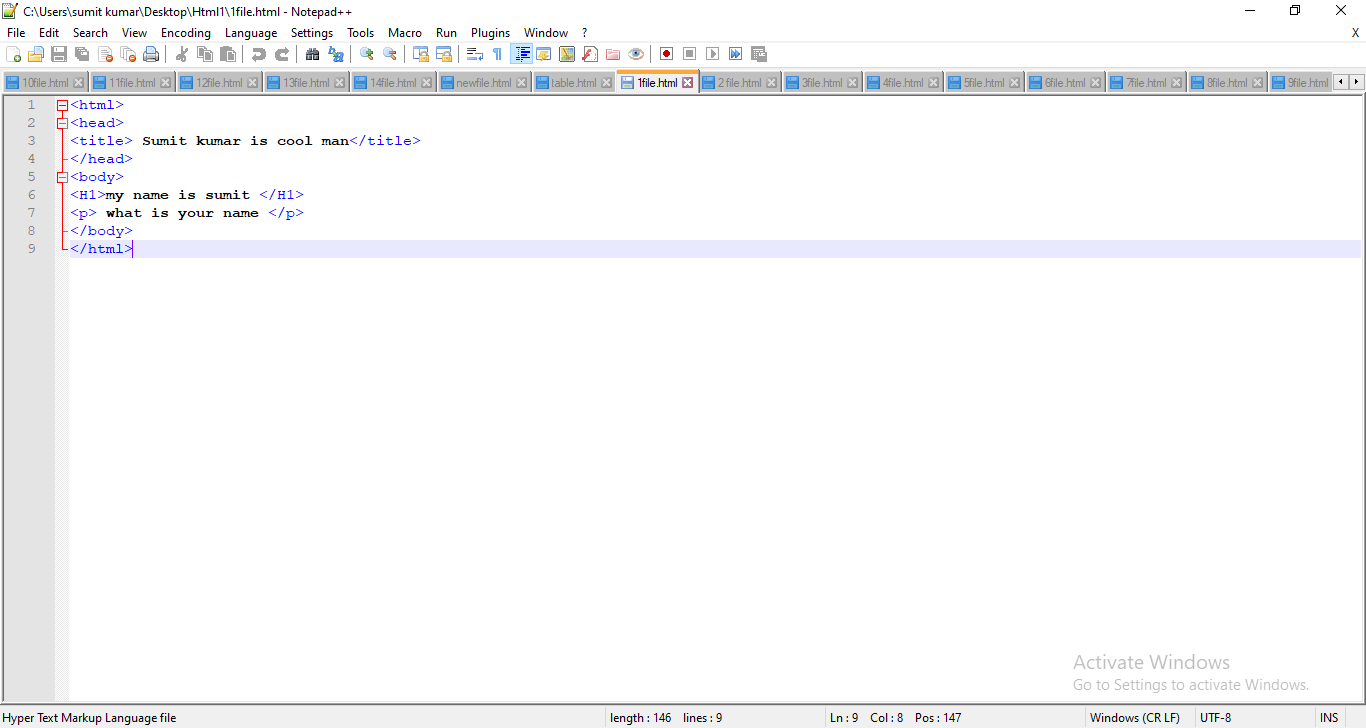 C:\Users\sumit kumar\Desktop\Html1\1file.html - Notepad++
File Edit Search View Encoding Language Settings Tools Macro Run Plugins Window ? X
10file.html 11file.html 12file.html 13file.html 14file.html newfile.html table.html 1file.html 2 file.html 3file.html 4file.html 5file.html 6file.html 7file.html 8file.html 9file.html
1 <html>
2 <head>
3 <title> Sumit kumar is cool man</title>
4 </head>
5 <body>
6 <H1>my name is sumit </H1>
7 <p> what is your name </p>
8 </body>
9 </html>
Activate Windows
Go to Settings to activate Windows.
Hyper Text Markup Language file length : 146 lines : 9 Ln : 9 Col : 8 Pos : 147 Windows (CR LF) UTF-8 INS